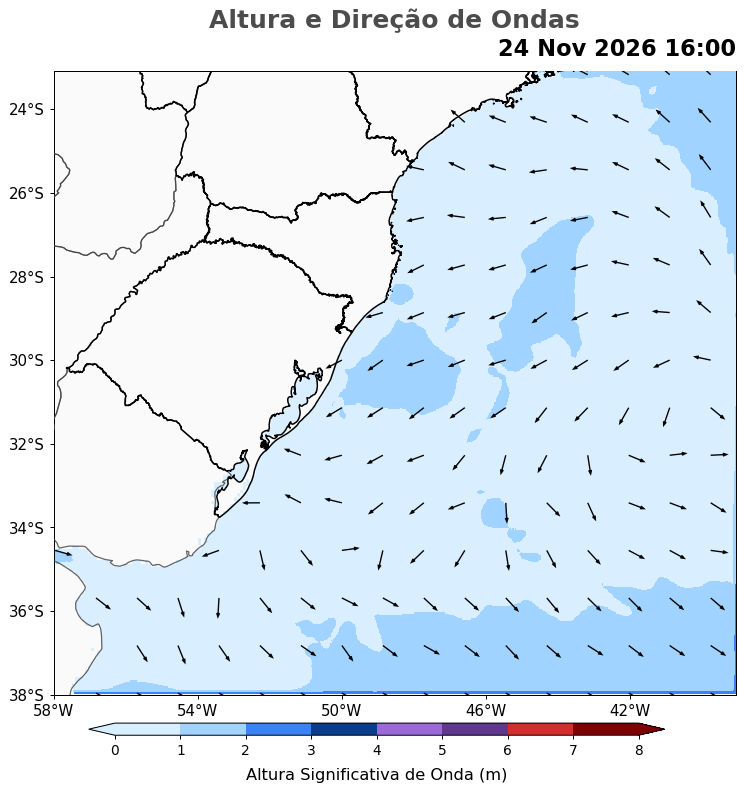 Altura e Direção de Ondas
24 Nov 2026 16:00
24°S
26°S
28°S
30°S
32°S
34°S
36°S
38°S
58°W 54°W 50°W 46°W 42°W
0 1 2 3 4 5 6 7 8
Altura Significativa de Onda (m)